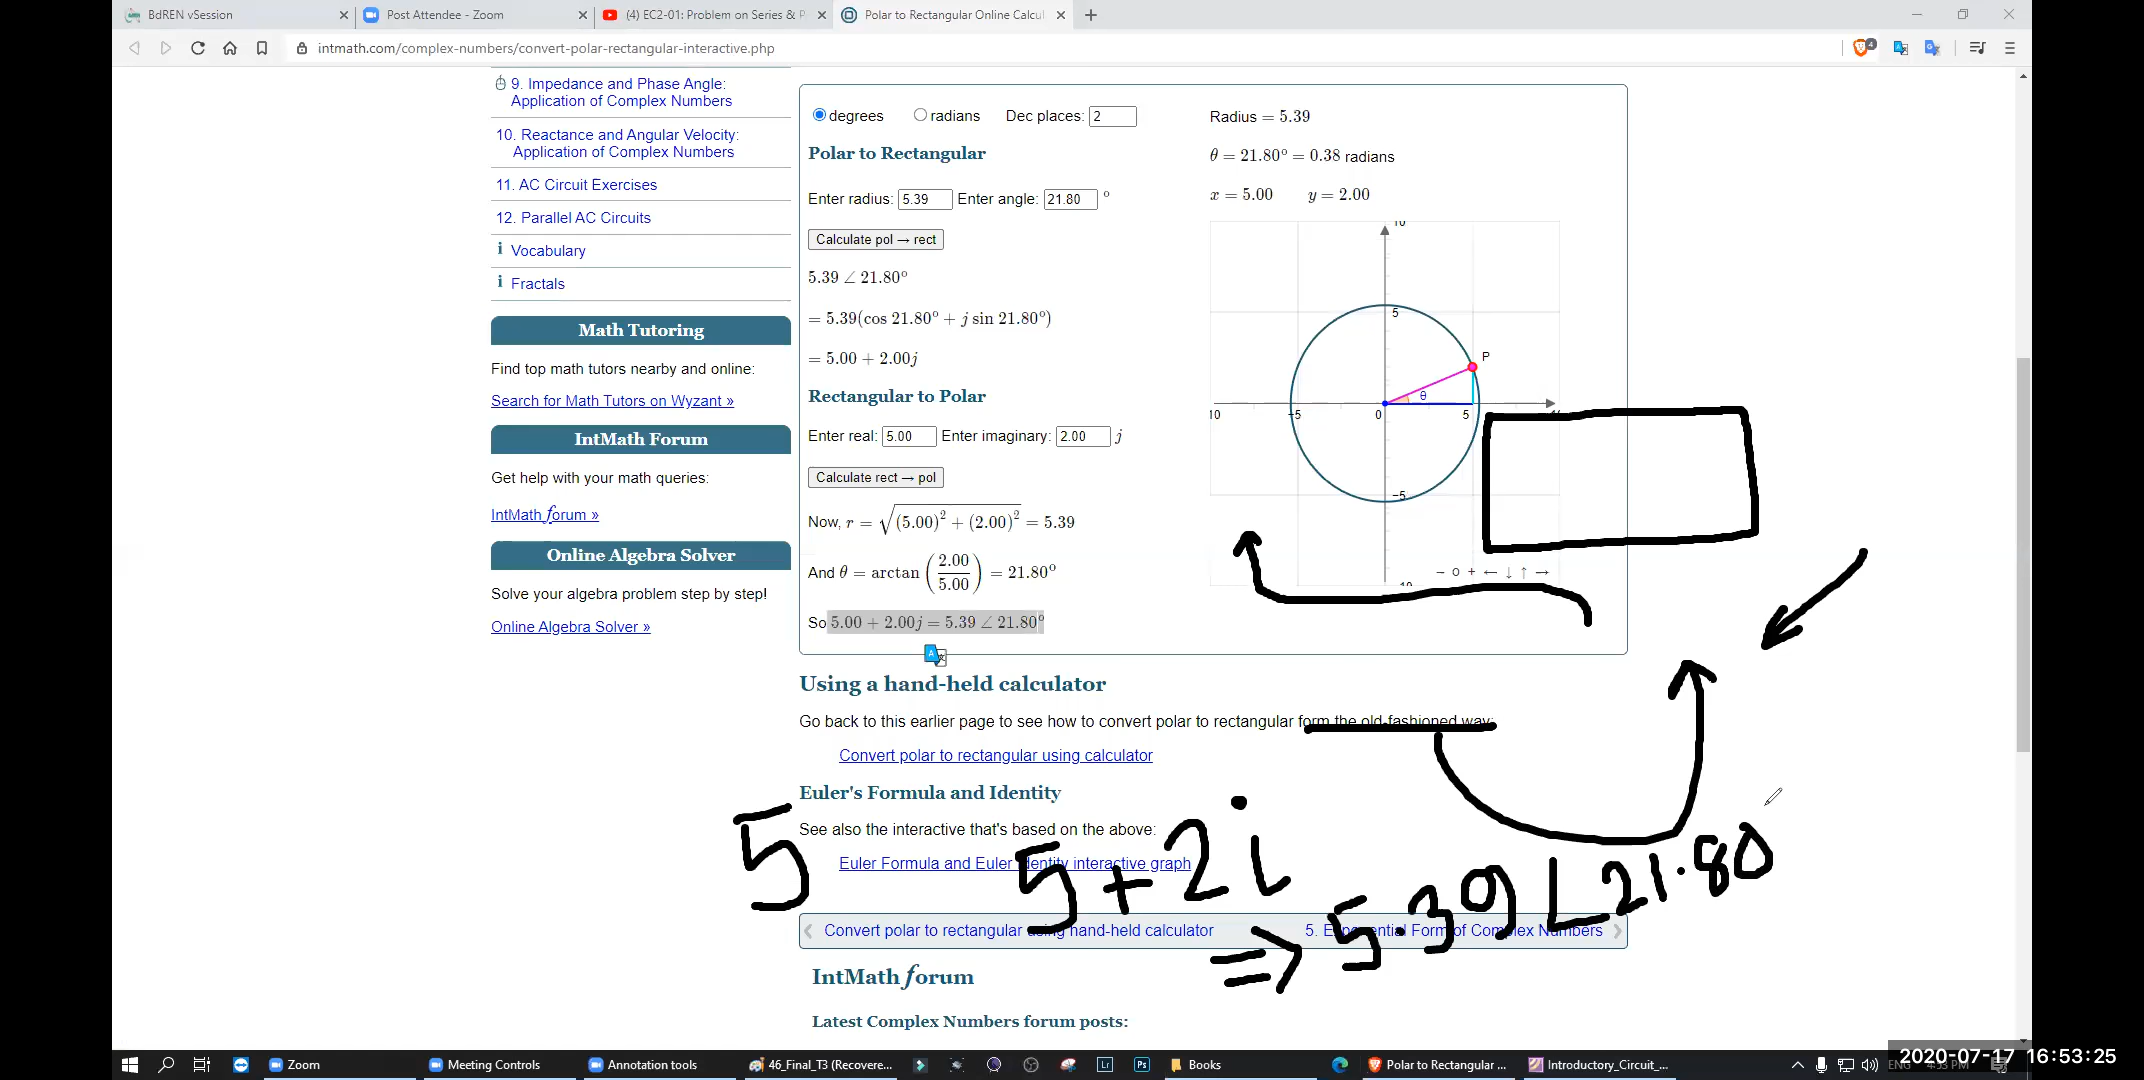 BdREN vSession
Post Attendee - Zoom
(4) EC2-01: Problem on Series & P
Polar to Rectangular Online Calcul
intmath.com/complex-numbers/convert-polar-rectangular-interactive.php
4
9. Impedance and Phase Angle:
Application of Complex Numbers
10. Reactance and Angular Velocity:
Application of Complex Numbers
11. AC Circuit Exercises
12. Parallel AC Circuits
i Vocabulary
i Fractals
Math Tutoring
Find top math tutors nearby and online:
Search for Math Tutors on Wyzant »
IntMath Forum
Get help with your math queries:
IntMath forum »
Online Algebra Solver
Solve your algebra problem step by step!
Online Algebra Solver »
degrees radians Dec places: 2
Polar to Rectangular
Enter radius: 5.39 Enter angle: 21.80 o
Calculate pol → rect
5.39 ∠ 21.80°
= 5.39(cos 21.80° + j sin 21.80°)
= 5.00 + 2.00j
Rectangular to Polar
Enter real: 5.00 Enter imaginary: 2.00 j
Calculate rect → pol
Now, r = √(5.00)² + (2.00)² = 5.39
And θ = arctan (2.00/5.00) = 21.80°
So 5.00 + 2.00j = 5.39 ∠ 21.80°
Radius = 5.39
θ = 21.80° = 0.38 radians
x = 5.00 y = 2.00
10
5
P
θ
10 -5 0 5
-5
- o + ← ↓ ↑ →
Using a hand-held calculator
Go back to this earlier page to see how to convert polar to rectangular form the old-fashioned way:
Convert polar to rectangular using calculator
Euler's Formula and Identity
See also the interactive that's based on the above:
Euler Formula and Euler Identity interactive graph
5
5+2i
⇒ 5.39 ∟21.80
Convert polar to rectangular using hand-held calculator
5. Exponential Form of Complex Numbers
IntMath forum
Latest Complex Numbers forum posts:
Zoom
Meeting Controls
Annotation tools
46_Final_T3 (Recovere...
Lr
Ps
Books
Polar to Rectangular ...
Introductory_Circuit_...
ENG
4:53 PM
2020-07-17 16:53:25